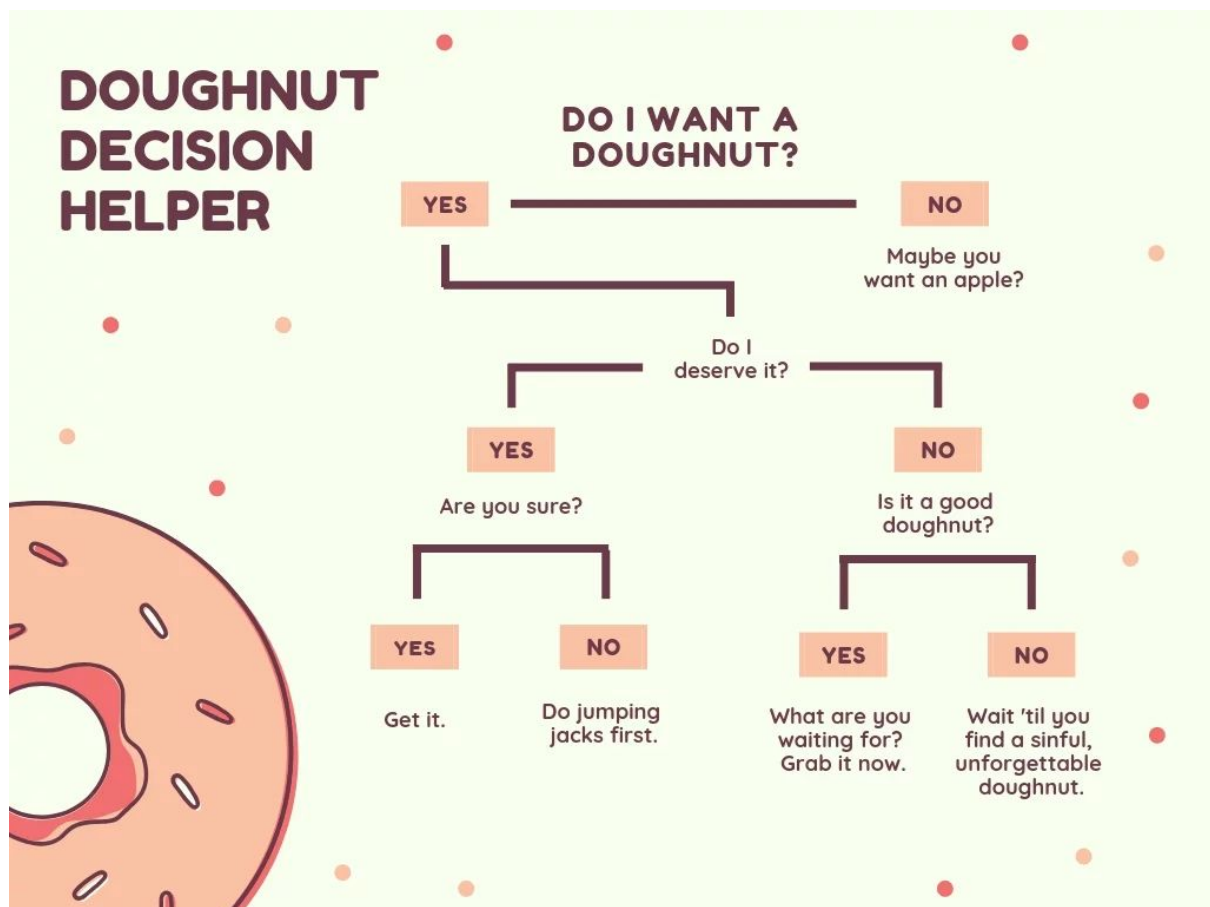 DOUGHNUT
DECISION
HELPER
DO I WANT A
DOUGHNUT?
YES
NO
Maybe you
want an apple?
Do I
deserve it?
YES
NO
Are you sure?
Is it a good
doughnut?
YES
NO
YES
NO
Get it.
Do jumping
jacks first.
What are you
waiting for?
Grab it now.
Wait 'til you
find a sinful,
unforgettable
doughnut.